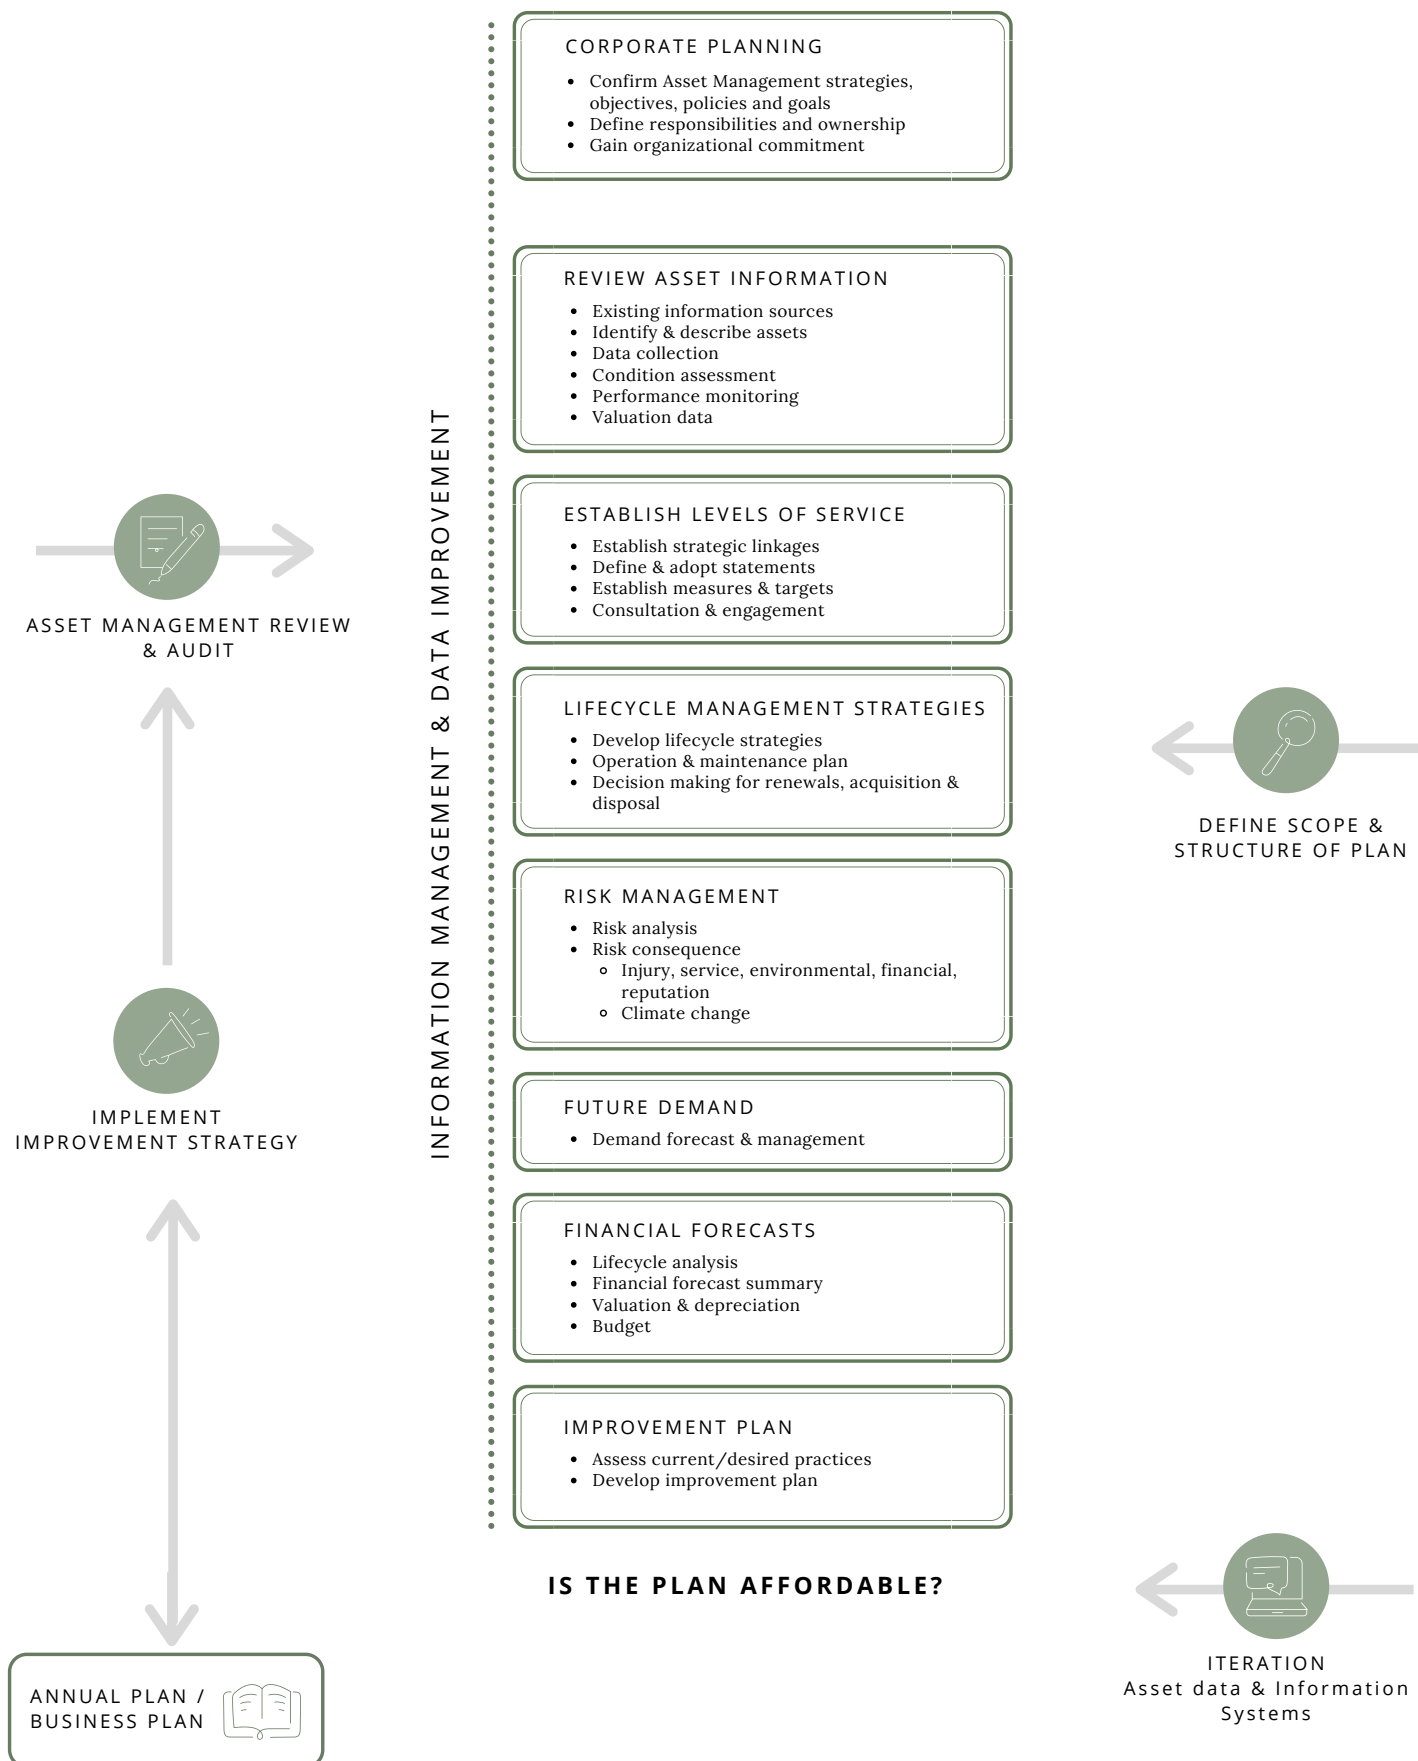 CORPORATE PLANNING
• Confirm Asset Management strategies,
objectives, policies and goals
• Define responsibilities and ownership
• Gain organizational commitment
REVIEW ASSET INFORMATION
• Existing information sources
• Identify & describe assets
• Data collection
• Condition assessment
• Performance monitoring
• Valuation data
ESTABLISH LEVELS OF SERVICE
• Establish strategic linkages
• Define & adopt statements
• Establish measures & targets
• Consultation & engagement
LIFECYCLE MANAGEMENT STRATEGIES
• Develop lifecycle strategies
• Operation & maintenance plan
• Decision making for renewals, acquisition &
disposal
RISK MANAGEMENT
• Risk analysis
• Risk consequence
◦ Injury, service, environmental, financial,
reputation
◦ Climate change
FUTURE DEMAND
• Demand forecast & management
FINANCIAL FORECASTS
• Lifecycle analysis
• Financial forecast summary
• Valuation & depreciation
• Budget
IMPROVEMENT PLAN
• Assess current/desired practices
• Develop improvement plan
IS THE PLAN AFFORDABLE?
INFORMATION MANAGEMENT & DATA IMPROVEMENT
ASSET MANAGEMENT REVIEW
& AUDIT
IMPLEMENT
IMPROVEMENT STRATEGY
ANNUAL PLAN /
BUSINESS PLAN
DEFINE SCOPE &
STRUCTURE OF PLAN
ITERATION
Asset data & Information
Systems